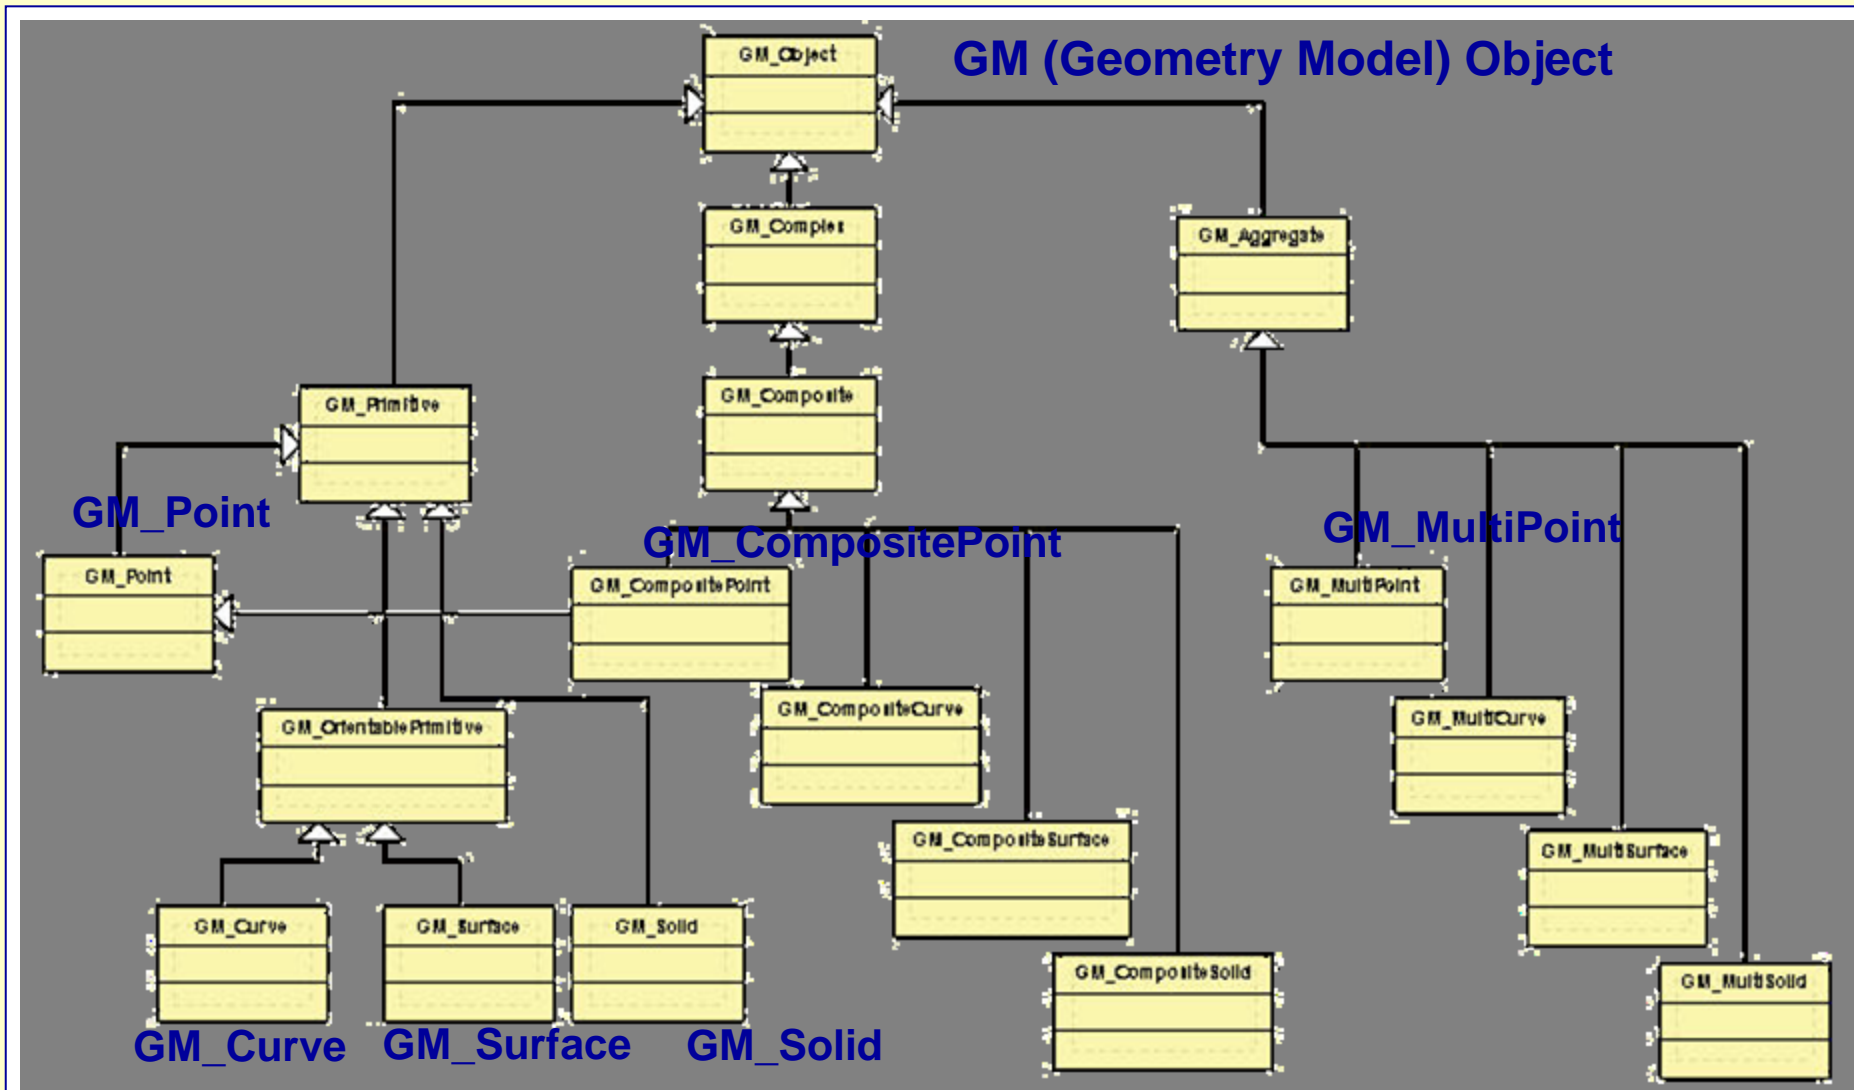 GM_Object
GM (Geometry Model) Object
GM_Complex
GM_Aggregate
GM_Primitive
GM_Composite
GM_Point
GM_CompositePoint
GM_MultiPoint
GM_Point
GM_CompositePoint
GM_MultiPoint
GM_OrientablePrimitive
GM_CompositeCurve
GM_MultiCurve
GM_CompositeSurface
GM_MultiSurface
GM_Curve
GM_Surface
GM_Solid
GM_CompositeSolid
GM_MultiSolid
GM_Curve
GM_Surface
GM_Solid